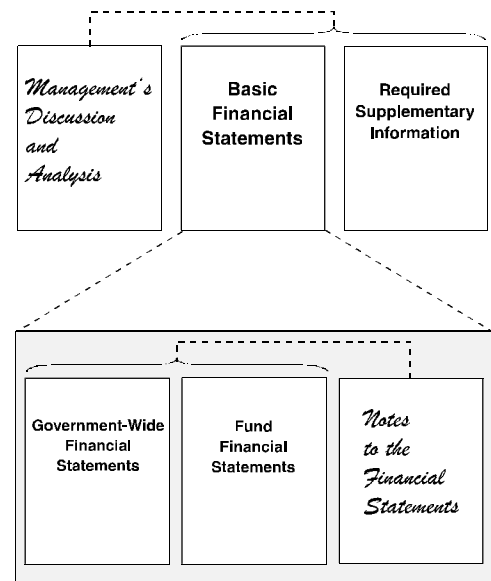 Management's
Discussion
and
Analysis
Basic
Financial
Statements
Required
Supplementary
Information
Government-Wide
Financial
Statements
Fund
Financial
Statements
Notes
to the
Financial
Statements